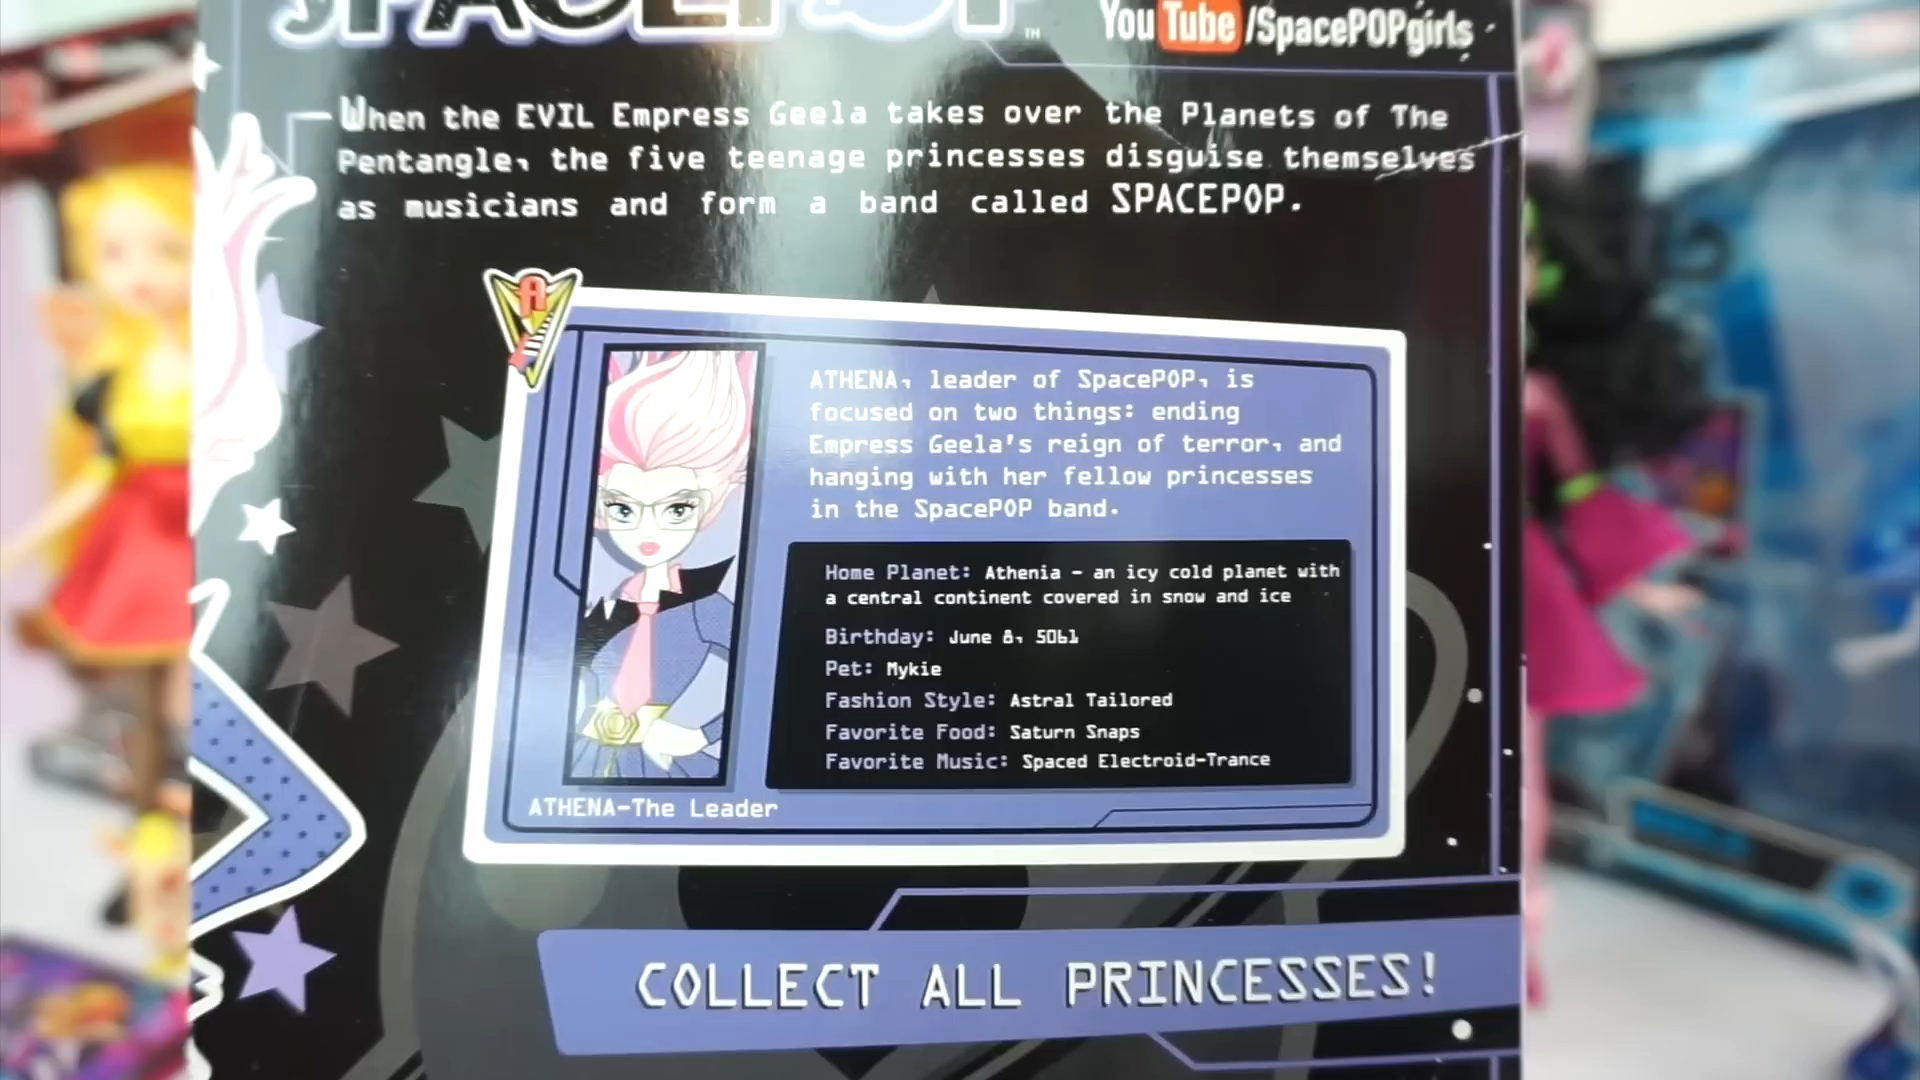 SPACEPOP™
YouTube/SpacePOPgirls
When the EVIL Empress Geela takes over the Planets of The
Pentangle, the five teenage princesses disguise themselves
as musicians and form a band called SPACEPOP.
A
ATHENA, leader of SpacePOP, is
focused on two things: ending
Empress Geela's reign of terror, and
hanging with her fellow princesses
in the SpacePOP band.
Home Planet: Athenia - an icy cold planet with
a central continent covered in snow and ice
Birthday: June 8, 5061
Pet: Mykie
Fashion Style: Astral Tailored
Favorite Food: Saturn Snaps
Favorite Music: Spaced Electroid-Trance
ATHENA-The Leader
COLLECT ALL PRINCESSES!